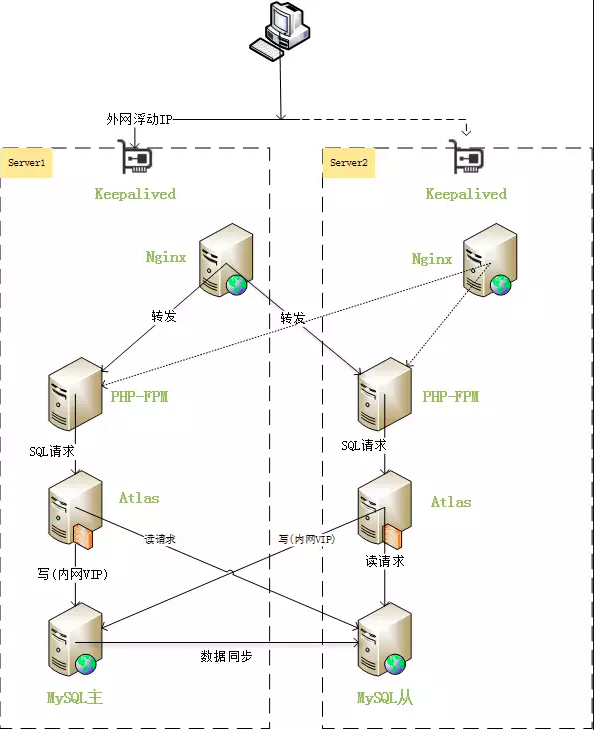 外网浮动IP
Server1
Server2
Keepalived
Keepalived
Nginx
Nginx
转发
转发
PHP-FPM
PHP-FPM
SQL请求
SQL请求
Atlas
Atlas
读请求
写(内网VIP)
读请求
写(内网VIP)
数据同步
MySQL主
MySQL从